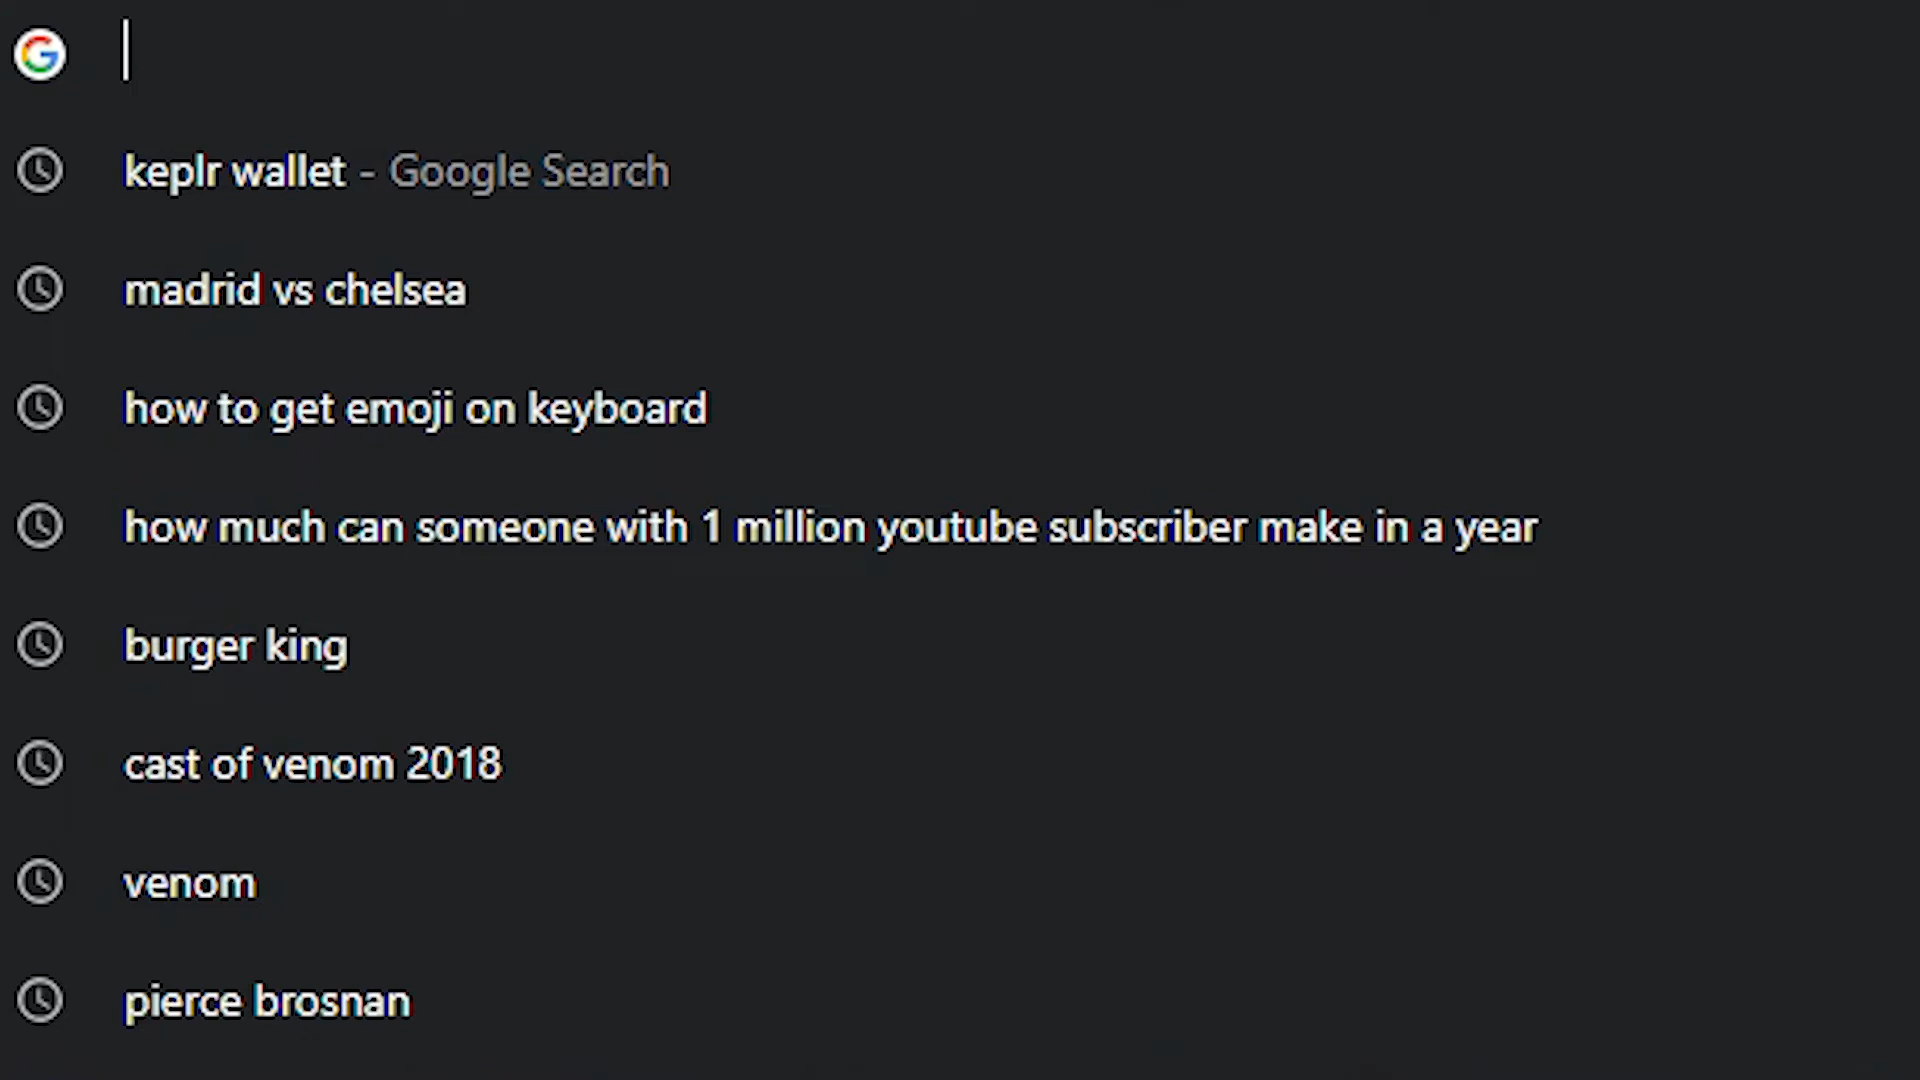 keplr wallet - Google Search
madrid vs chelsea
how to get emoji on keyboard
how much can someone with 1 million youtube subscriber make in a year
burger king
cast of venom 2018
venom
pierce brosnan